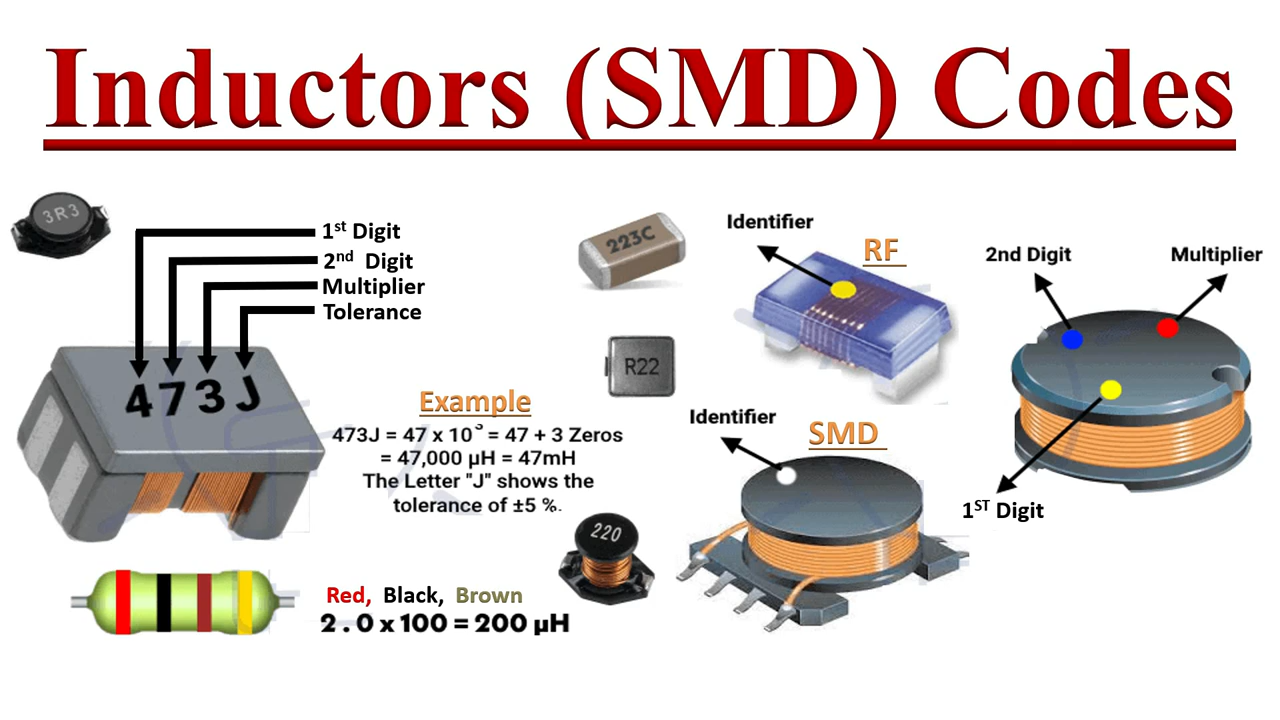 Inductors (SMD) Codes
3R3
1st Digit
2nd Digit
Multiplier
Tolerance
473J
Example
473J = 47 x 10³ = 47 + 3 Zeros
= 47,000 µH = 47mH
The Letter "J" shows the
tolerance of ±5 %.
Red, Black, Brown
2 . 0 x 100 = 200 µH
223C
R22
220
Identifier
RF
Identifier
SMD
2nd Digit
Multiplier
1ST Digit